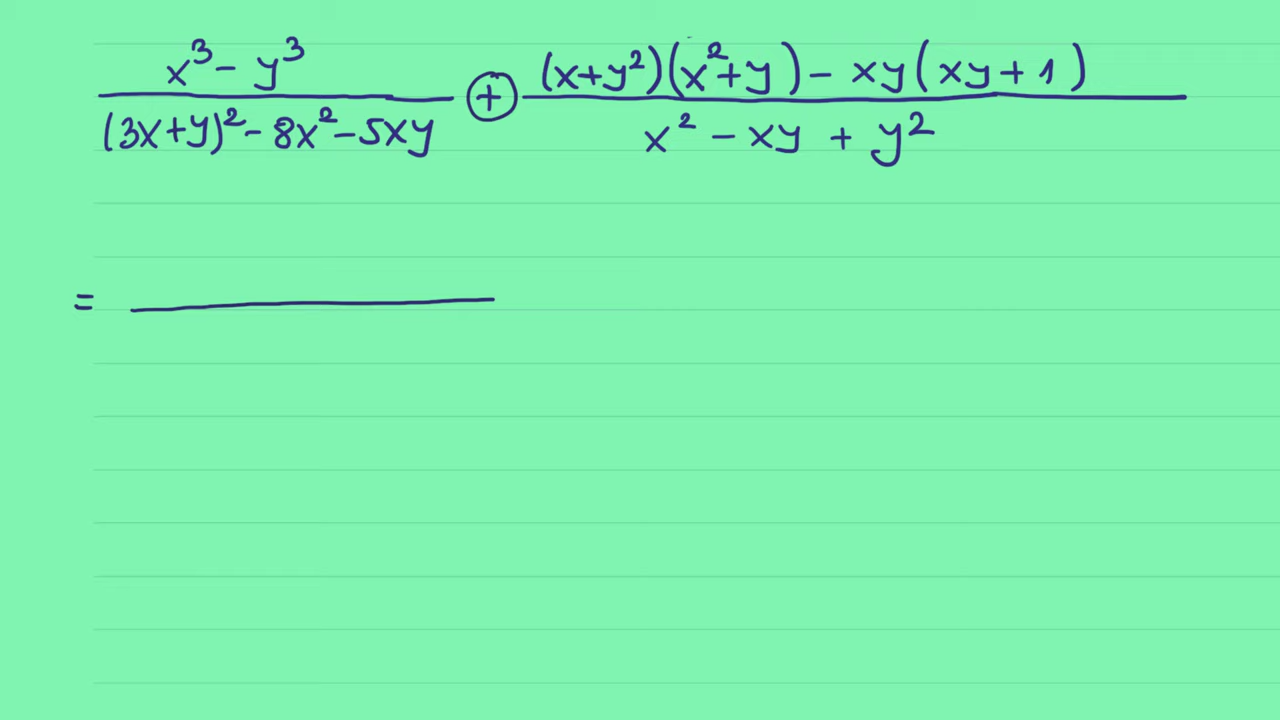 x³ - y³ ⊕ (x+y²)(x²+y) - xy(xy+1)
(3x+y)² - 8x² - 5xy x² - xy + y²
=